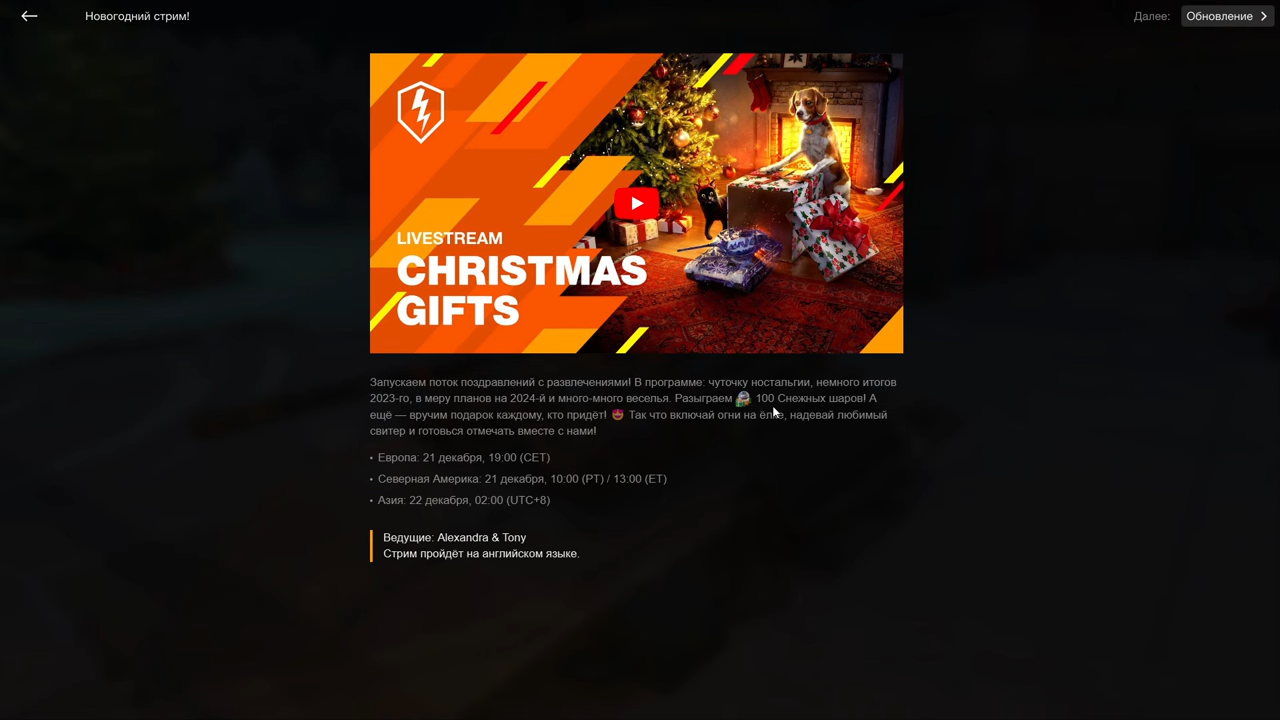 Новогодний стрим!
Далее:
Обновление
LIVESTREAM
CHRISTMAS
GIFTS
Запускаем поток поздравлений с развлечениями! В программе: чуточку ностальгии, немного итогов
2023-го, в меру планов на 2024-й и много-много веселья. Разыграем 100 Снежных шаров! А
ещё — вручим подарок каждому, кто придёт! Так что включай огни на ёлке, надевай любимый
свитер и готовься отмечать вместе с нами!
• Европа: 21 декабря, 19:00 (CET)
• Северная Америка: 21 декабря, 10:00 (PT) / 13:00 (ET)
• Азия: 22 декабря, 02:00 (UTC+8)
Ведущие: Alexandra & Tony
Стрим пройдёт на английском языке.